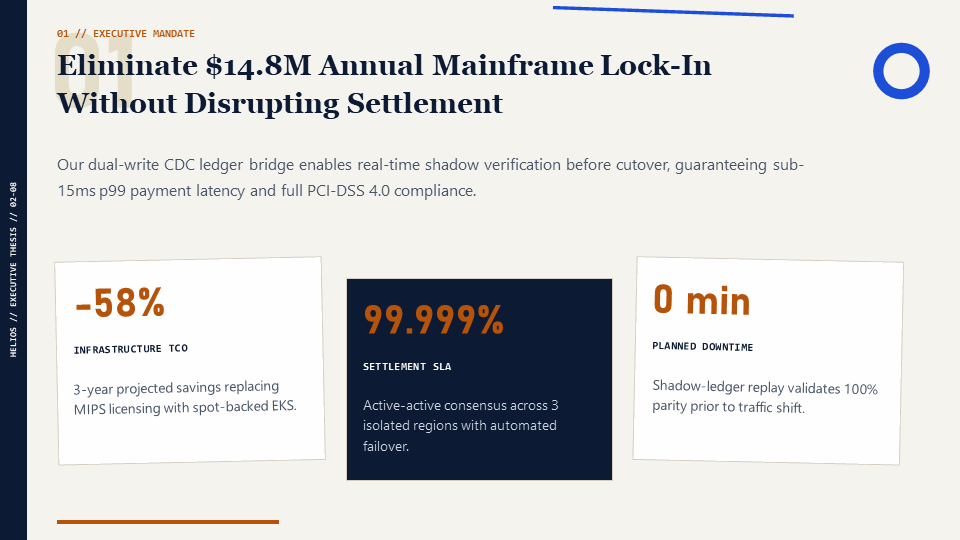 01 // EXECUTIVE MANDATE
01
Eliminate $14.8M Annual Mainframe Lock-In
Without Disrupting Settlement
Our dual-write CDC ledger bridge enables real-time shadow verification before cutover, guaranteeing sub-
15ms p99 payment latency and full PCI-DSS 4.0 compliance.
HELIOS // EXECUTIVE THESIS // 02-08
-58%
INFRASTRUCTURE TCO
3-year projected savings replacing
MIPS licensing with spot-backed EKS.
99.999%
SETTLEMENT SLA
Active-active consensus across 3
isolated regions with automated
failover.
0 min
PLANNED DOWNTIME
Shadow-ledger replay validates 100%
parity prior to traffic shift.